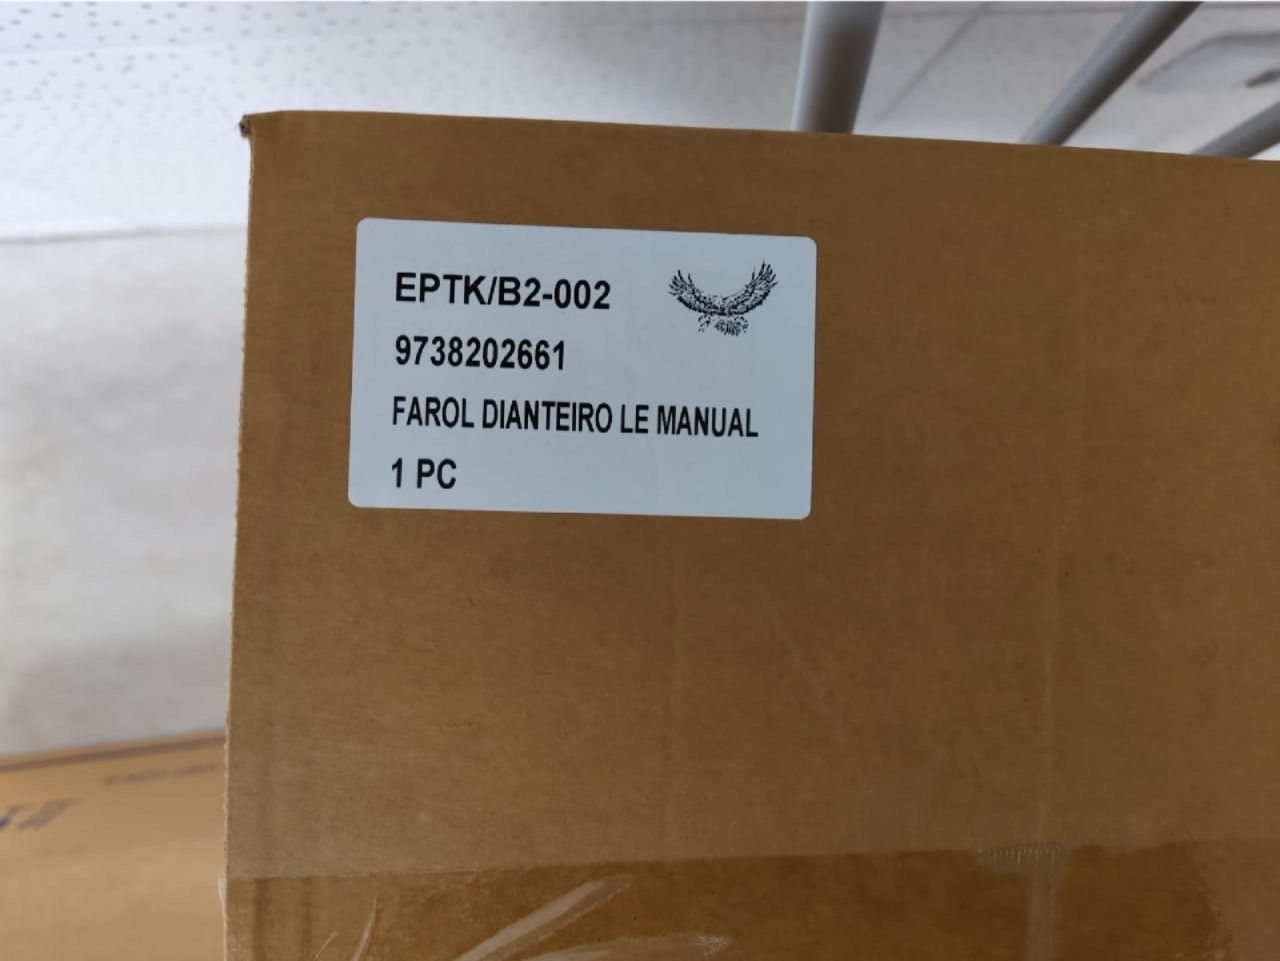 EPTK/B2-002
9738202661
FAROL DIANTEIRO LE MANUAL
1 PC